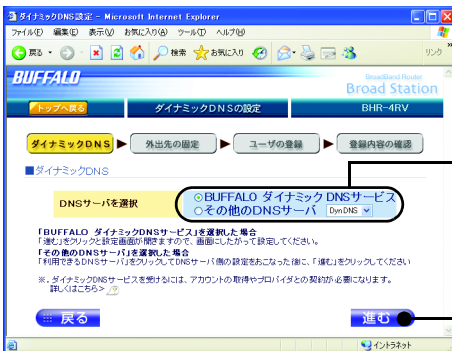 ダイナミックDNS設定 - Microsoft Internet Explorer
ファイル(F) 編集(E) 表示(V) お気に入り(A) ツール(T) ヘルプ(H)
戻る 検索 お気に入り リンク
BUFFALO
BroadBand Router
Broad Station
トップへ戻る ダイナミックDNSの設定 BHR-4RV
ダイナミックDNS 外出先の固定 ユーザの登録 登録内容の確認
■ダイナミックDNS
DNSサーバを選択
BUFFALO ダイナミックDNSサービス
その他のDNSサーバ DynDNS
「BUFFALO ダイナミックDNSサービス」を選択した場合
「進む」をクリックと設定画面が開きますので、画面にしたがって設定してください。
「その他のDNSサーバ」を選択した場合
「利用できるDNSサーバ」をクリックしてDNSサーバ側の設定をおこなった後に、「進む」をクリックしてください
※. ダイナミックDNSサービスを受けるには、アカウントの取得やプロバイダとの契約が必要になります。
詳しくはこちら>
戻る 進む
イントラネット